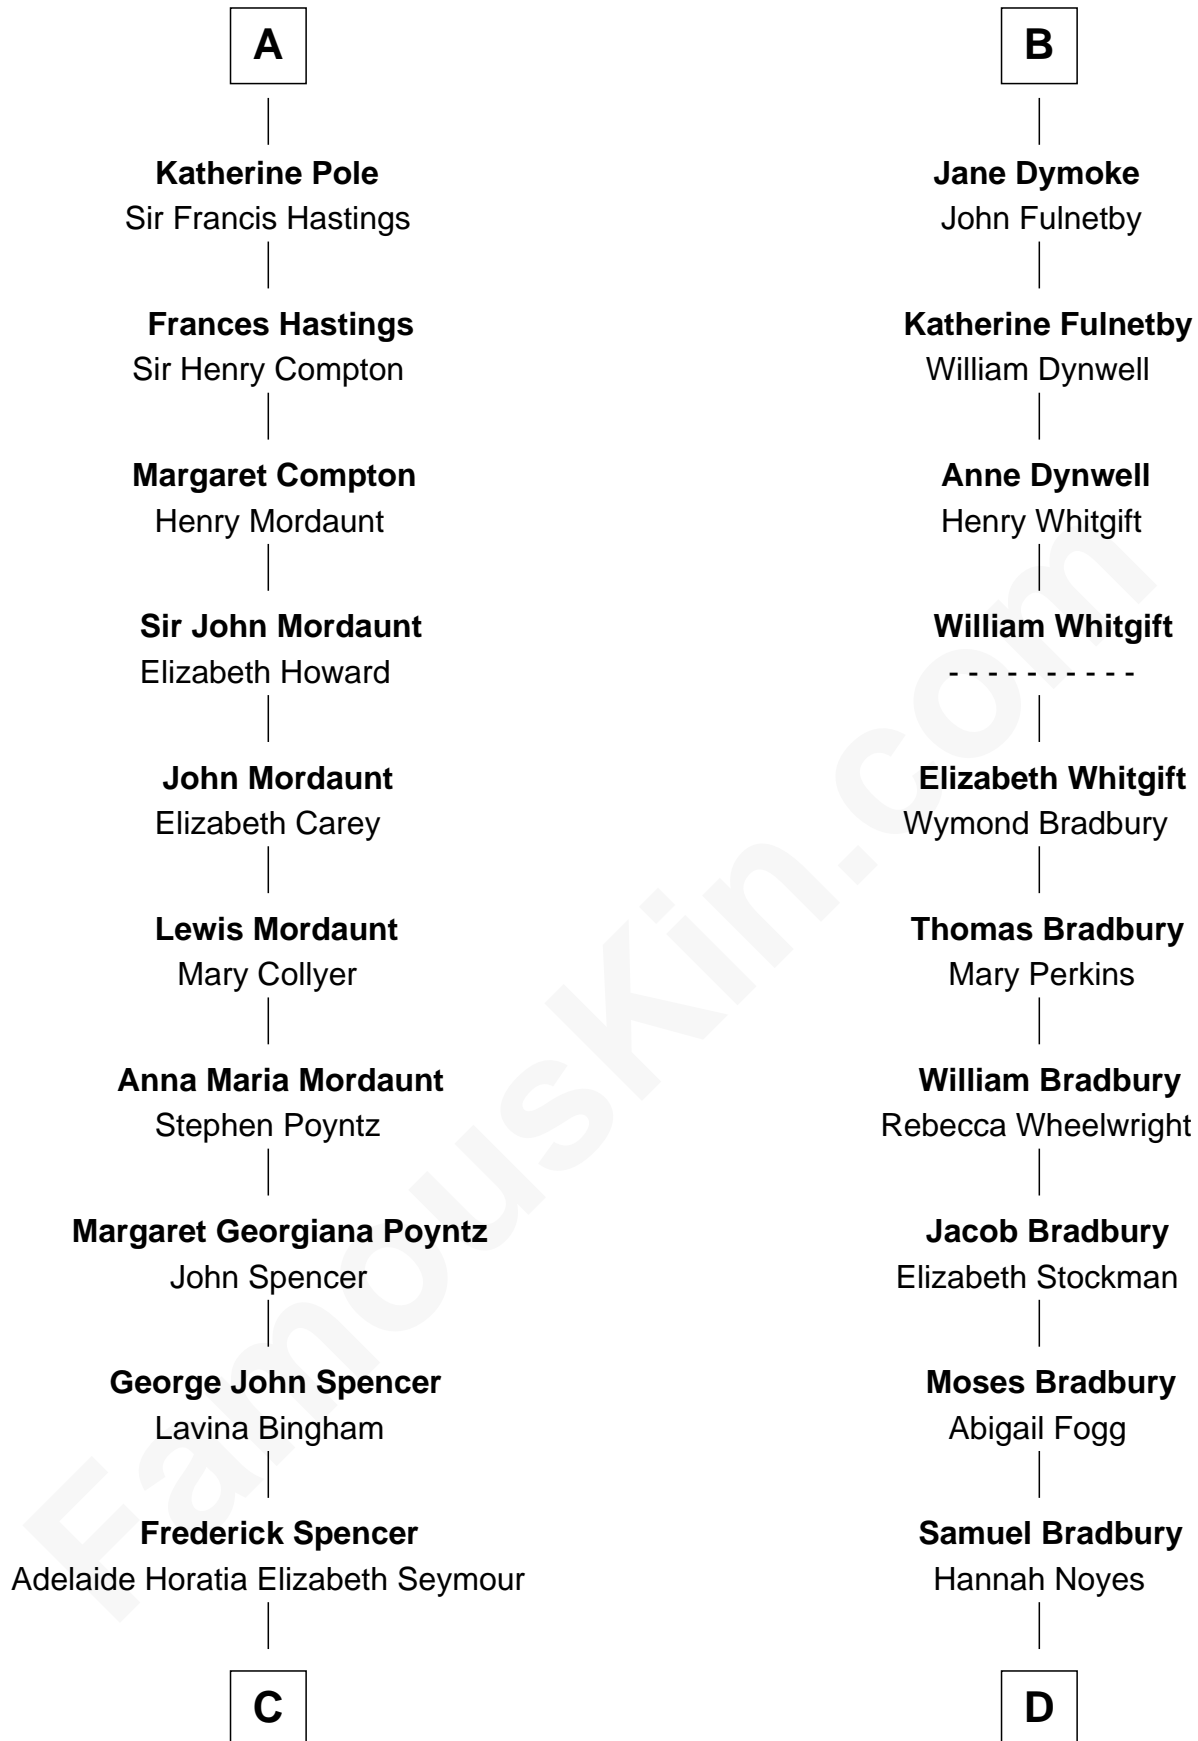 A
Katherine Pole
Sir Francis Hastings
Frances Hastings
Sir Henry Compton
Margaret Compton
Henry Mordaunt
Sir John Mordaunt
Elizabeth Howard
John Mordaunt
Elizabeth Carey
Lewis Mordaunt
Mary Collyer
Anna Maria Mordaunt
Stephen Poyntz
Margaret Georgiana Poyntz
John Spencer
George John Spencer
Lavina Bingham
Frederick Spencer
Adelaide Horatia Elizabeth Seymour
C
B
Jane Dymoke
John Fulnetby
Katherine Fulnetby
William Dynwell
Anne Dynwell
Henry Whitgift
William Whitgift
- - - - - - - - - -
Elizabeth Whitgift
Wymond Bradbury
Thomas Bradbury
Mary Perkins
William Bradbury
Rebecca Wheelwright
Jacob Bradbury
Elizabeth Stockman
Moses Bradbury
Abigail Fogg
Samuel Bradbury
Hannah Noyes
D
FamousKin.com